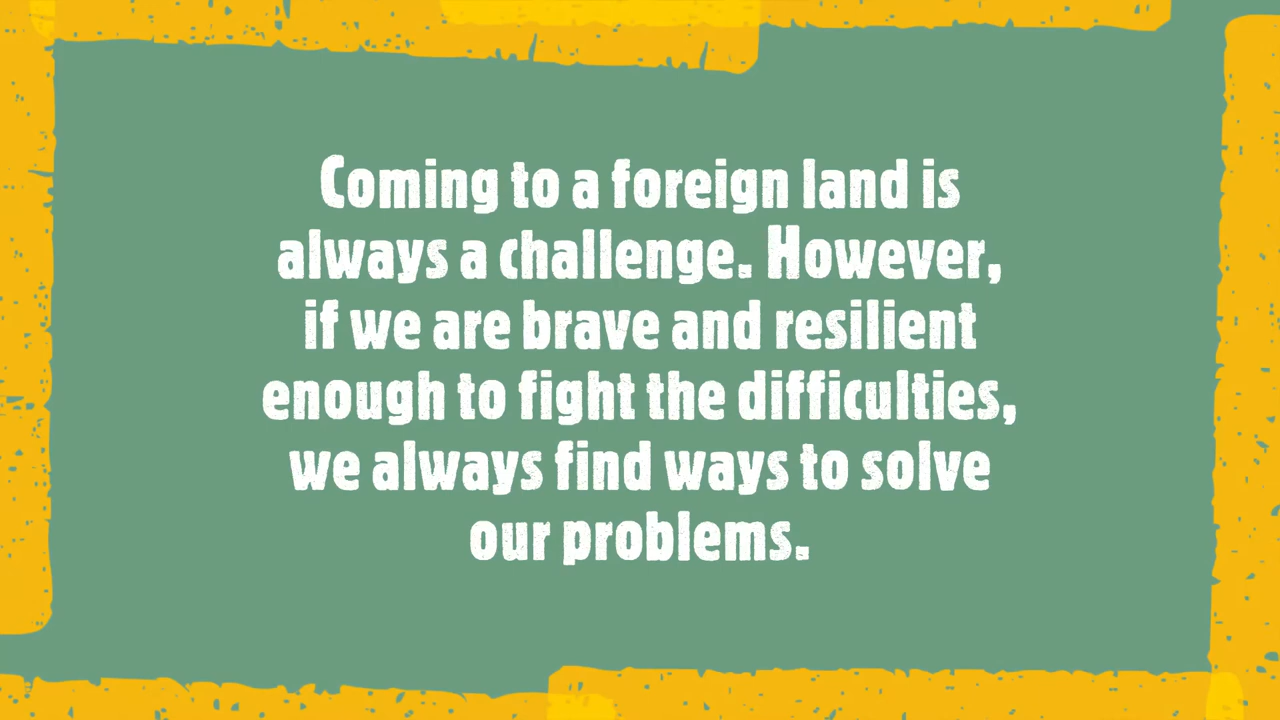 Coming to a foreign land is
always a challenge. However,
if we are brave and resilient
enough to fight the difficulties,
we always find ways to solve
our problems.